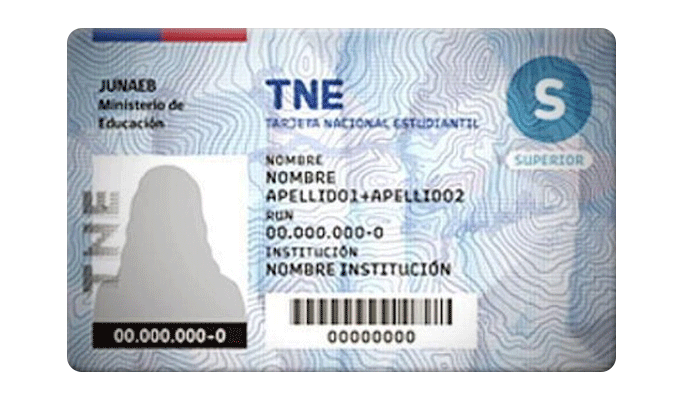 JUNAEB
Ministerio de
Educación
TNE
TARJETA NACIONAL ESTUDIANTIL
S
SUPERIOR
NOMBRE
NOMBRE
APELLIDO1+APELLIDO2
RUN
00.000.000-0
INSTITUCIÓN
NOMBRE INSTITUCIÓN
TNE
00.000.000-0
00000000